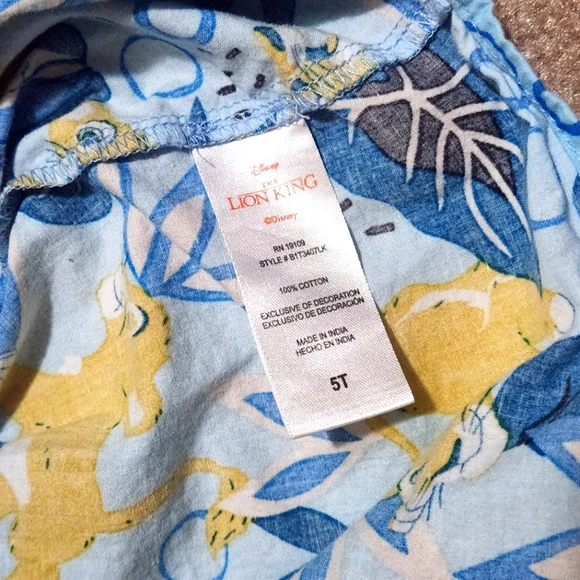 Disney
THE
LION KING
©Disney
RN 19109
STYLE # B1T3407LK
100% COTTON
EXCLUSIVE OF DECORATION
EXCLUSIVO DE DECORACIÓN
MADE IN INDIA
HECHO EN INDIA
5T